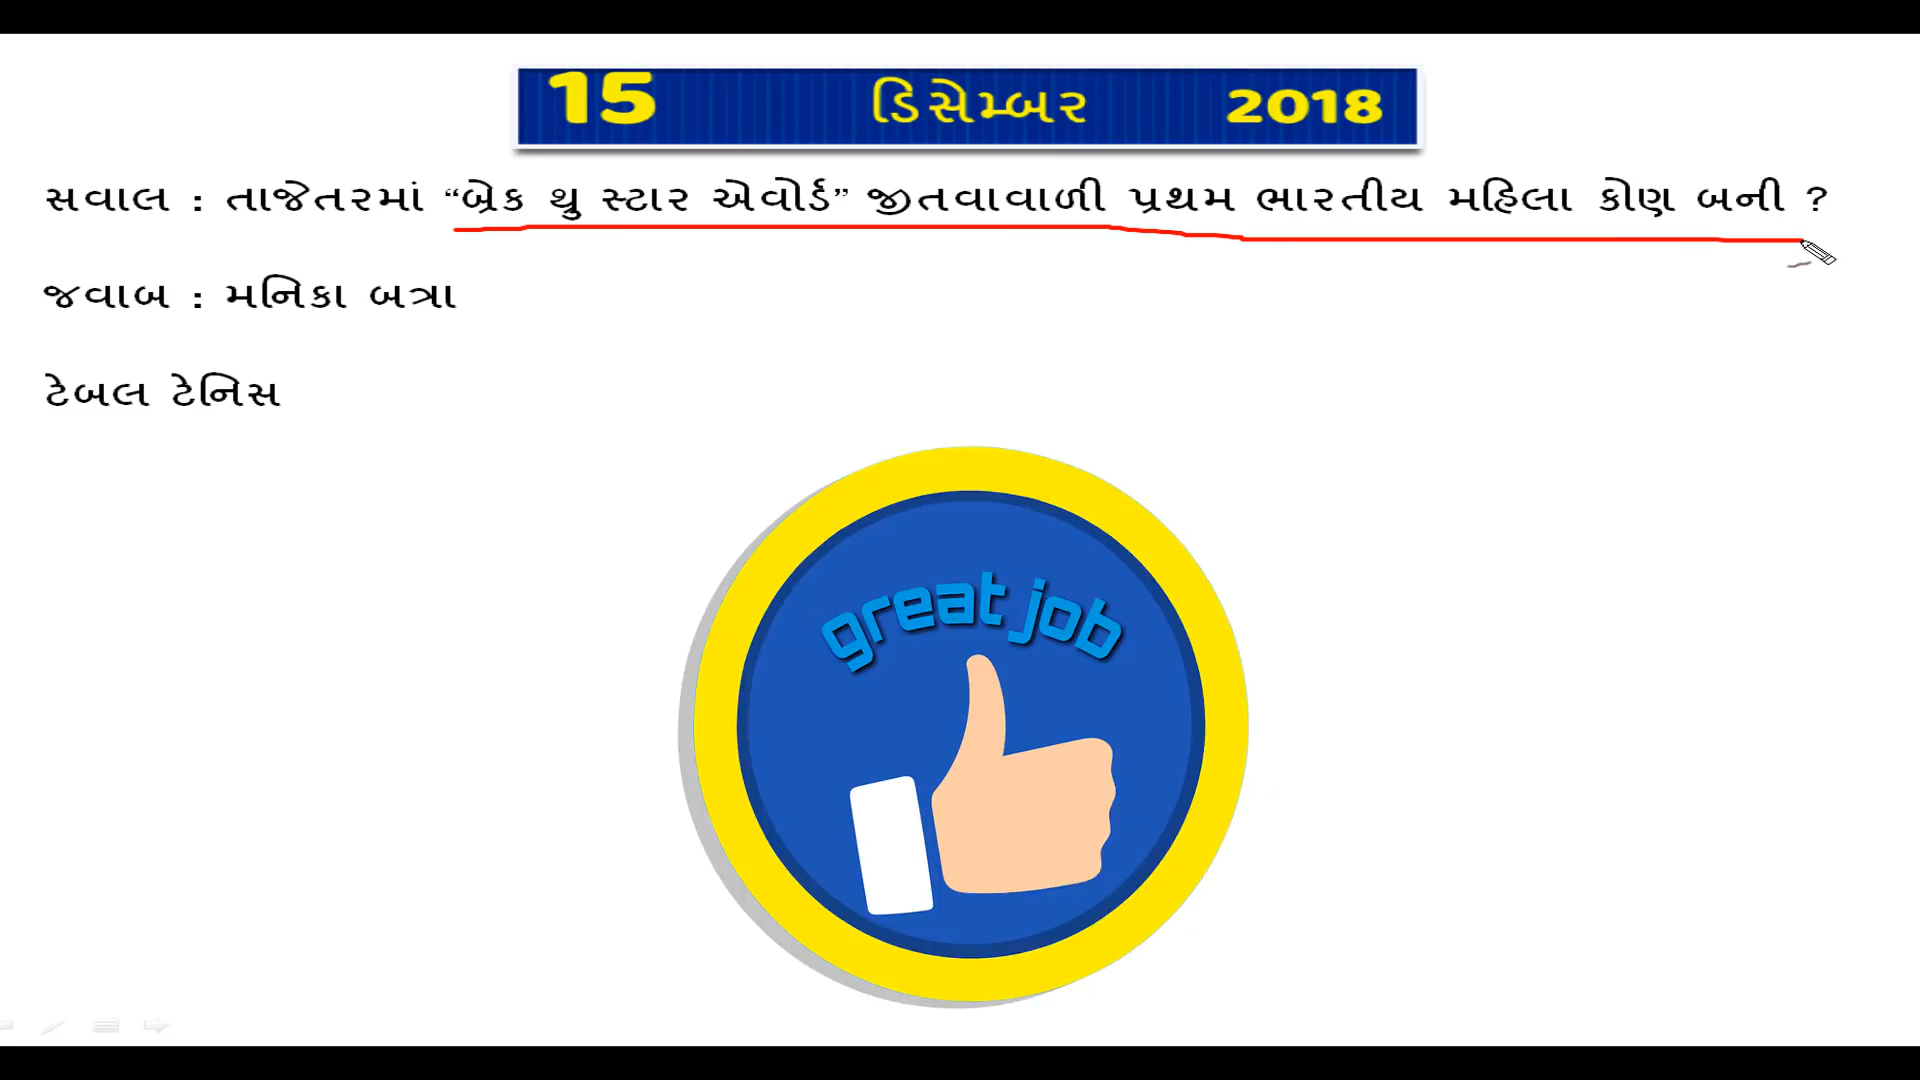 15 ડિસેમ્બર 2018
સવાલ : તાજેતરમાં “બ્રેક થ્રુ સ્ટાર એવોર્ડ” જીતવાવાળી પ્રથમ ભારતીય મહિલા કોણ બની ?
જવાબ : મનિકા બત્રા
ટેબલ ટેનિસ
great job